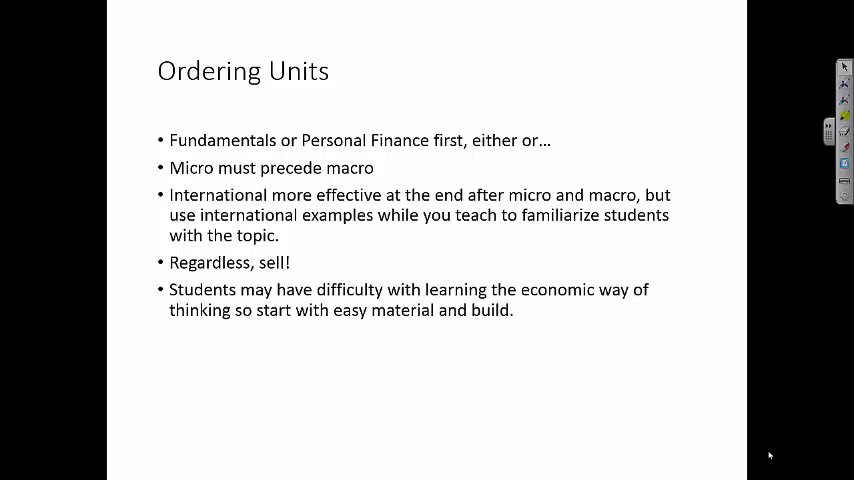 Ordering Units
• Fundamentals or Personal Finance first, either or…
• Micro must precede macro
• International more effective at the end after micro and macro, but
use international examples while you teach to familiarize students
with the topic.
• Regardless, sell!
• Students may have difficulty with learning the economic way of
thinking so start with easy material and build.